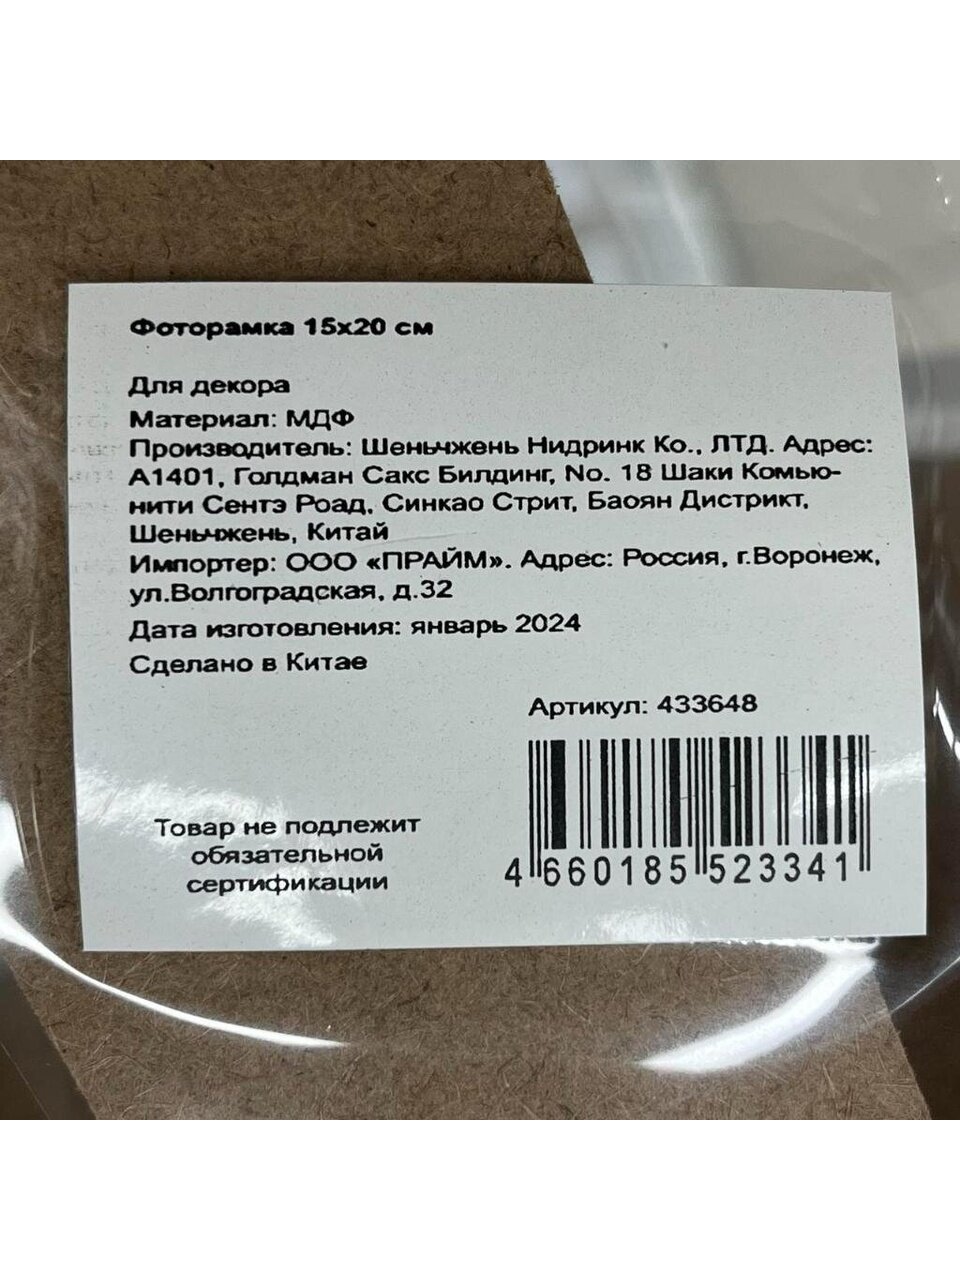 Фоторамка 15х20 см
Для декора
Материал: МДФ
Производитель: Шеньчжень Нидринк Ко., ЛТД. Адрес:
А1401, Голдман Сакс Билдинг, No. 18 Шаки Комью-
нити Сентэ Роад, Синкао Стрит, Баоян Дистрикт,
Шеньчжень, Китай
Импортер: ООО «ПРАЙМ». Адрес: Россия, г.Воронеж,
ул.Волгоградская, д.32
Дата изготовления: январь 2024
Сделано в Китае
Артикул: 433648
4 660185 523341
Товар не подлежит
обязательной
сертификации